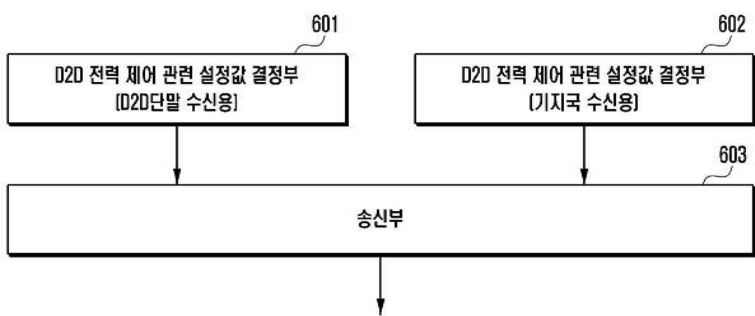 601
D2D 전력 제어 관련 설정값 결정부
(D2D단말 수신용)
602
D2D 전력 제어 관련 설정값 결정부
(기지국 수신용)
603
송신부